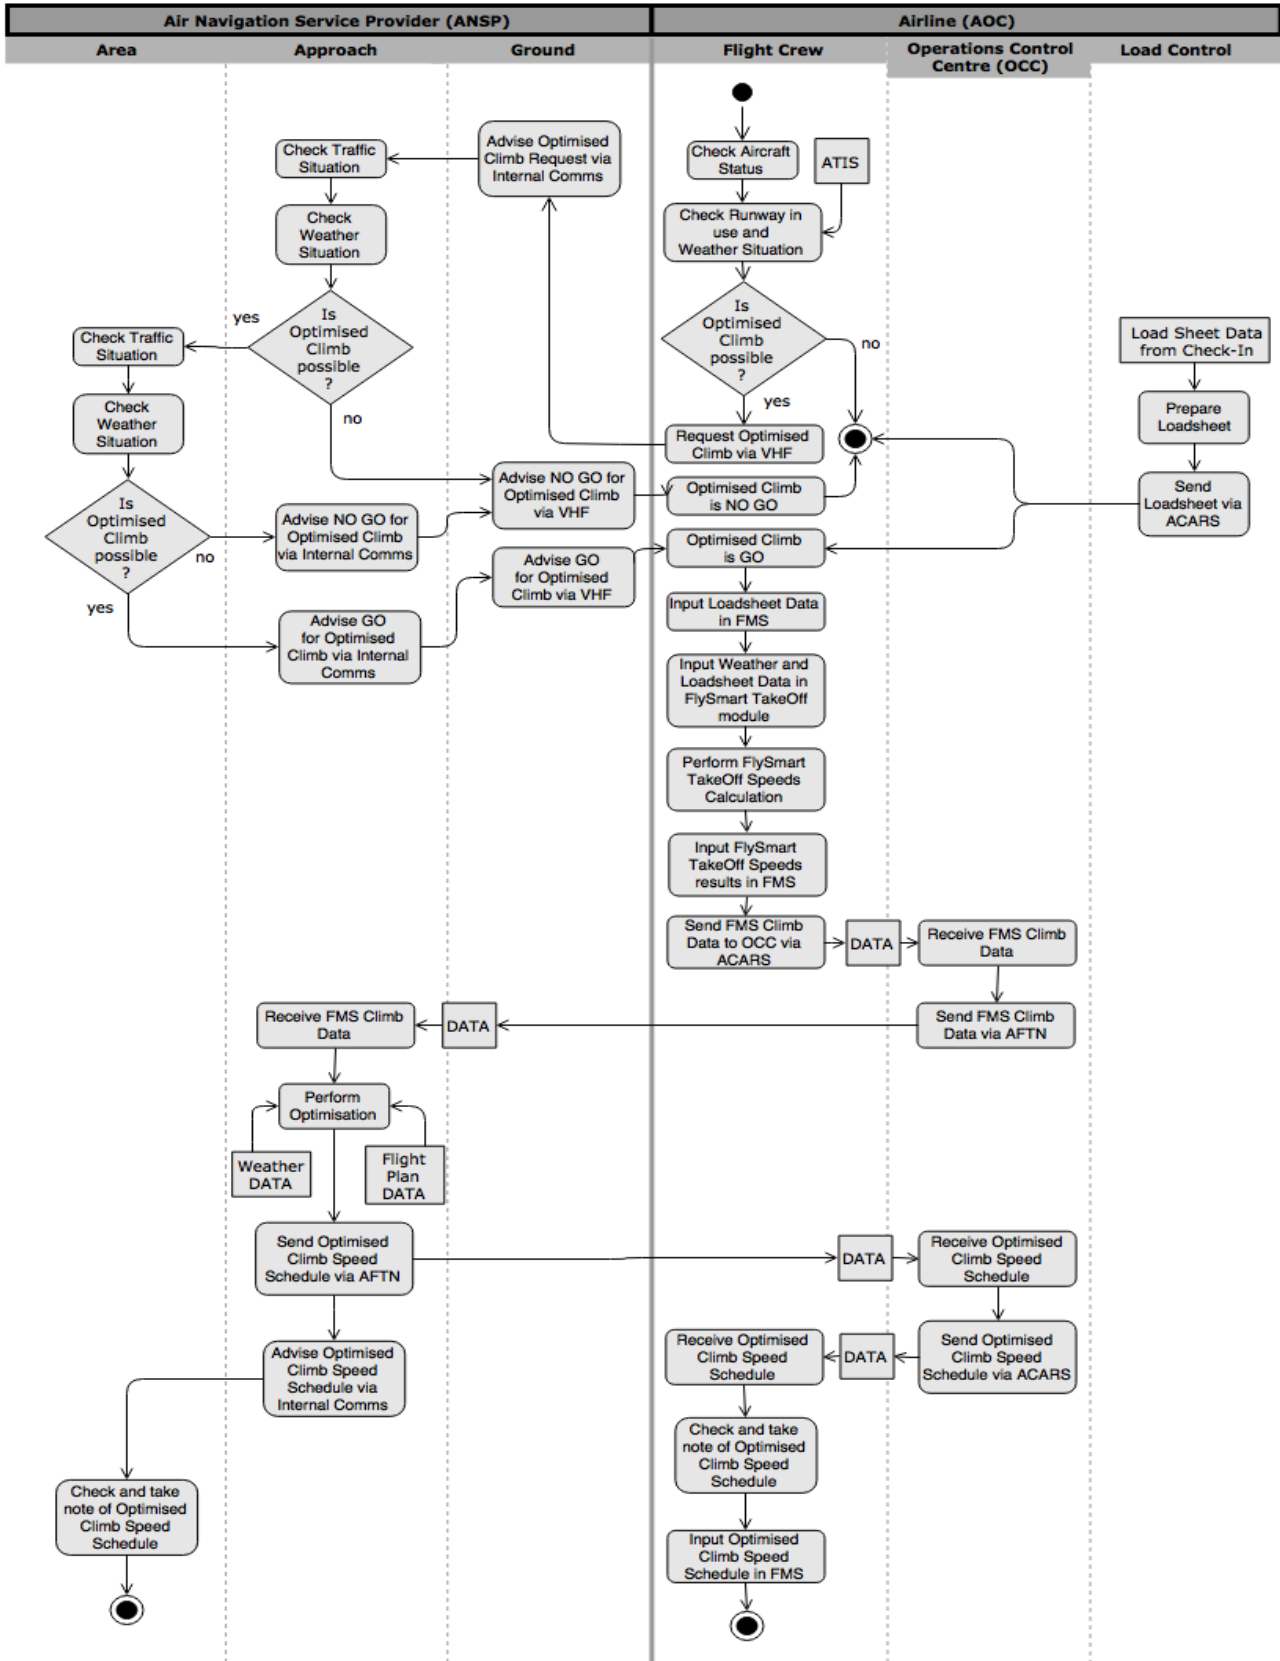 Air Navigation Service Provider (ANSP)
Airline (AOC)
Area
Approach
Ground
Flight Crew
Operations Control
Centre (OCC)
Load Control
Check Traffic
Situation
Advise Optimised
Climb Request via
Internal Comms
Check Aircraft
Status
ATIS
Check
Weather
Situation
Check Runway in
use and
Weather Situation
Is
Optimised
Climb
possible
?
yes
no
Is
Optimised
Climb
possible
?
no
yes
Check Traffic
Situation
Load Sheet Data
from Check-In
Check
Weather
Situation
Prepare
Loadsheet
Request Optimised
Climb via VHF
Is
Optimised
Climb
possible
?
no
yes
Advise NO GO for
Optimised Climb
via Internal Comms
Advise NO GO for
Optimised Climb
via VHF
Optimised Climb
is NO GO
Send
Loadsheet via
ACARS
Advise GO
for Optimised
Climb via VHF
Optimised Climb
is GO
Advise GO
for Optimised
Climb via Internal
Comms
Input Loadsheet Data
in FMS
Input Weather and
Loadsheet Data in
FlySmart TakeOff
module
Perform FlySmart
TakeOff Speeds
Calculation
Input FlySmart
TakeOff Speeds
results in FMS
Send FMS Climb
Data to OCC via
ACARS
DATA
Receive FMS Climb
Data
Receive FMS Climb
Data
DATA
Send FMS Climb
Data via AFTN
Perform
Optimisation
Weather
DATA
Flight
Plan
DATA
Send Optimised
Climb Speed
Schedule via AFTN
DATA
Receive Optimised
Climb Speed
Schedule
Advise Optimised
Climb Speed
Schedule via
Internal Comms
Receive Optimised
Climb Speed
Schedule
DATA
Send Optimised
Climb Speed
Schedule via ACARS
Check and take
note of Optimised
Climb Speed
Schedule
Check and take
note of Optimised
Climb Speed
Schedule
Input Optimised
Climb Speed
Schedule in FMS